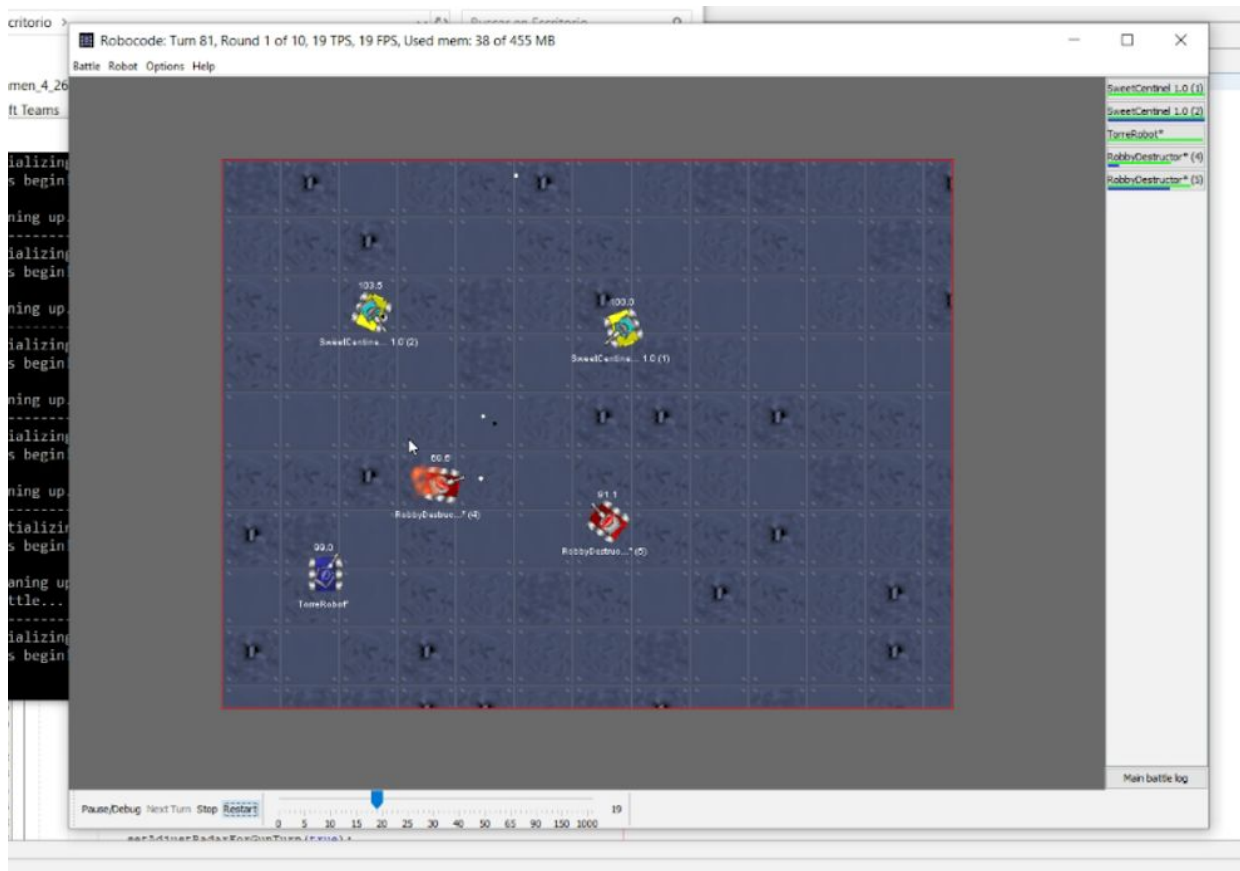 critorio >
Buscar en Escritorio
Robocode: Turn 81, Round 1 of 10, 19 TPS, 19 FPS, Used mem: 38 of 455 MB
Battle Robot Options Help
men_4_26
ft Teams
SweetCentinel 1.0 (1)
SweetCentinel 1.0 (2)
TorreRobot*
RobbyDestructor* (4)
RobbyDestructor* (5)
ializing
s begin!
ning up.
ializing
s begin
ning up.
ializing
s begin
ning up.
ializing
s begin
ning up.
tializin
s begin
aning up
ttle...
ializing
s begin
103.5
SweetCentine... 1.0 (2)
100.0
SweetCentine... 1.0 (1)
69.6
RobbyDestruc...* (4)
91.1
RobbyDestruc...* (5)
99.0
TorreRobot*
Main battle log
Pause/Debug Next Turn Stop Restart
0 5 10 15 20 25 30 40 50 65 90 150 1000
19
setAdjustRadarForGunTurn(true);